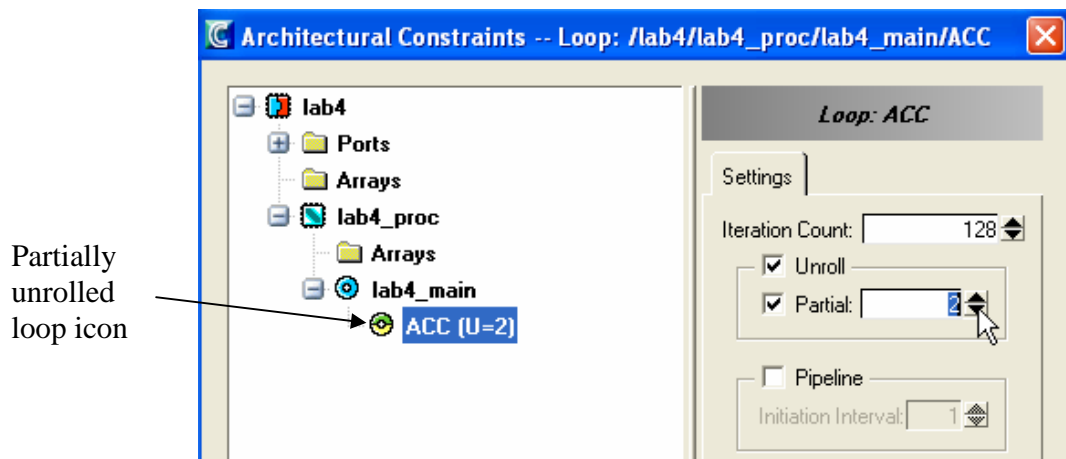 Architectural Constraints -- Loop: /lab4/lab4_proc/lab4_main/ACC
lab4
Ports
Arrays
lab4_proc
Arrays
lab4_main
ACC (U=2)
Partially
unrolled
loop icon
Loop: ACC
Settings
Iteration Count: 128
Unroll
Partial: 2
Pipeline
Initiation Interval: 1